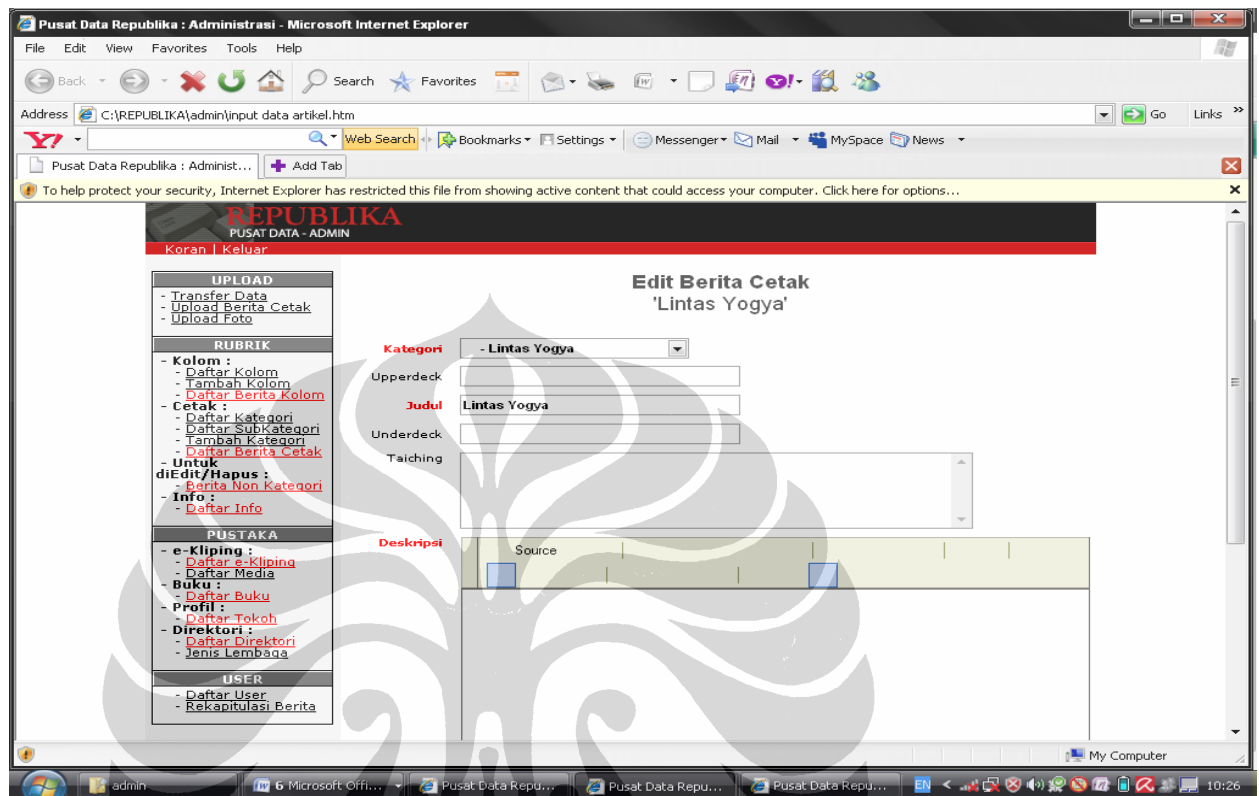 Pusat Data Republika : Administrasi - Microsoft Internet Explorer
File Edit View Favorites Tools Help
Back Search Favorites
Address C:\REPUBLIKA\admin\input data artikel.htm Go Links »
Y! Web Search Bookmarks Settings Messenger Mail MySpace News
Pusat Data Republika : Administ... Add Tab
To help protect your security, Internet Explorer has restricted this file from showing active content that could access your computer. Click here for options...
REPUBLIKA
PUSAT DATA - ADMIN
Koran | Keluar
UPLOAD
- Transfer Data
- Upload Berita Cetak
- Upload Foto
RUBRIK
- Kolom :
- Daftar Kolom
- Tambah Kolom
- Daftar Berita Kolom
- Cetak :
- Daftar Kategori
- Daftar SubKategori
- Tambah Kategori
- Daftar Berita Cetak
- Untuk
diEdit/Hapus :
- Berita Non Kategori
- Info :
- Daftar Info
PUSTAKA
- e-Kliping :
- Daftar e-Kliping
- Daftar Media
- Buku :
- Daftar Buku
- Profil :
- Daftar Tokoh
- Direktori :
- Daftar Direktori
- Jenis Lembaga
USER
- Daftar User
- Rekapitulasi Berita
Edit Berita Cetak
'Lintas Yogya'
Kategori - Lintas Yogya
Upperdeck
Judul Lintas Yogya
Underdeck
Taiching
Deskripsi
Source
My Computer
admin 6 Microsoft Offi... Pusat Data Repu... Pusat Data Repu... Pusat Data Repu... EN < 10:26